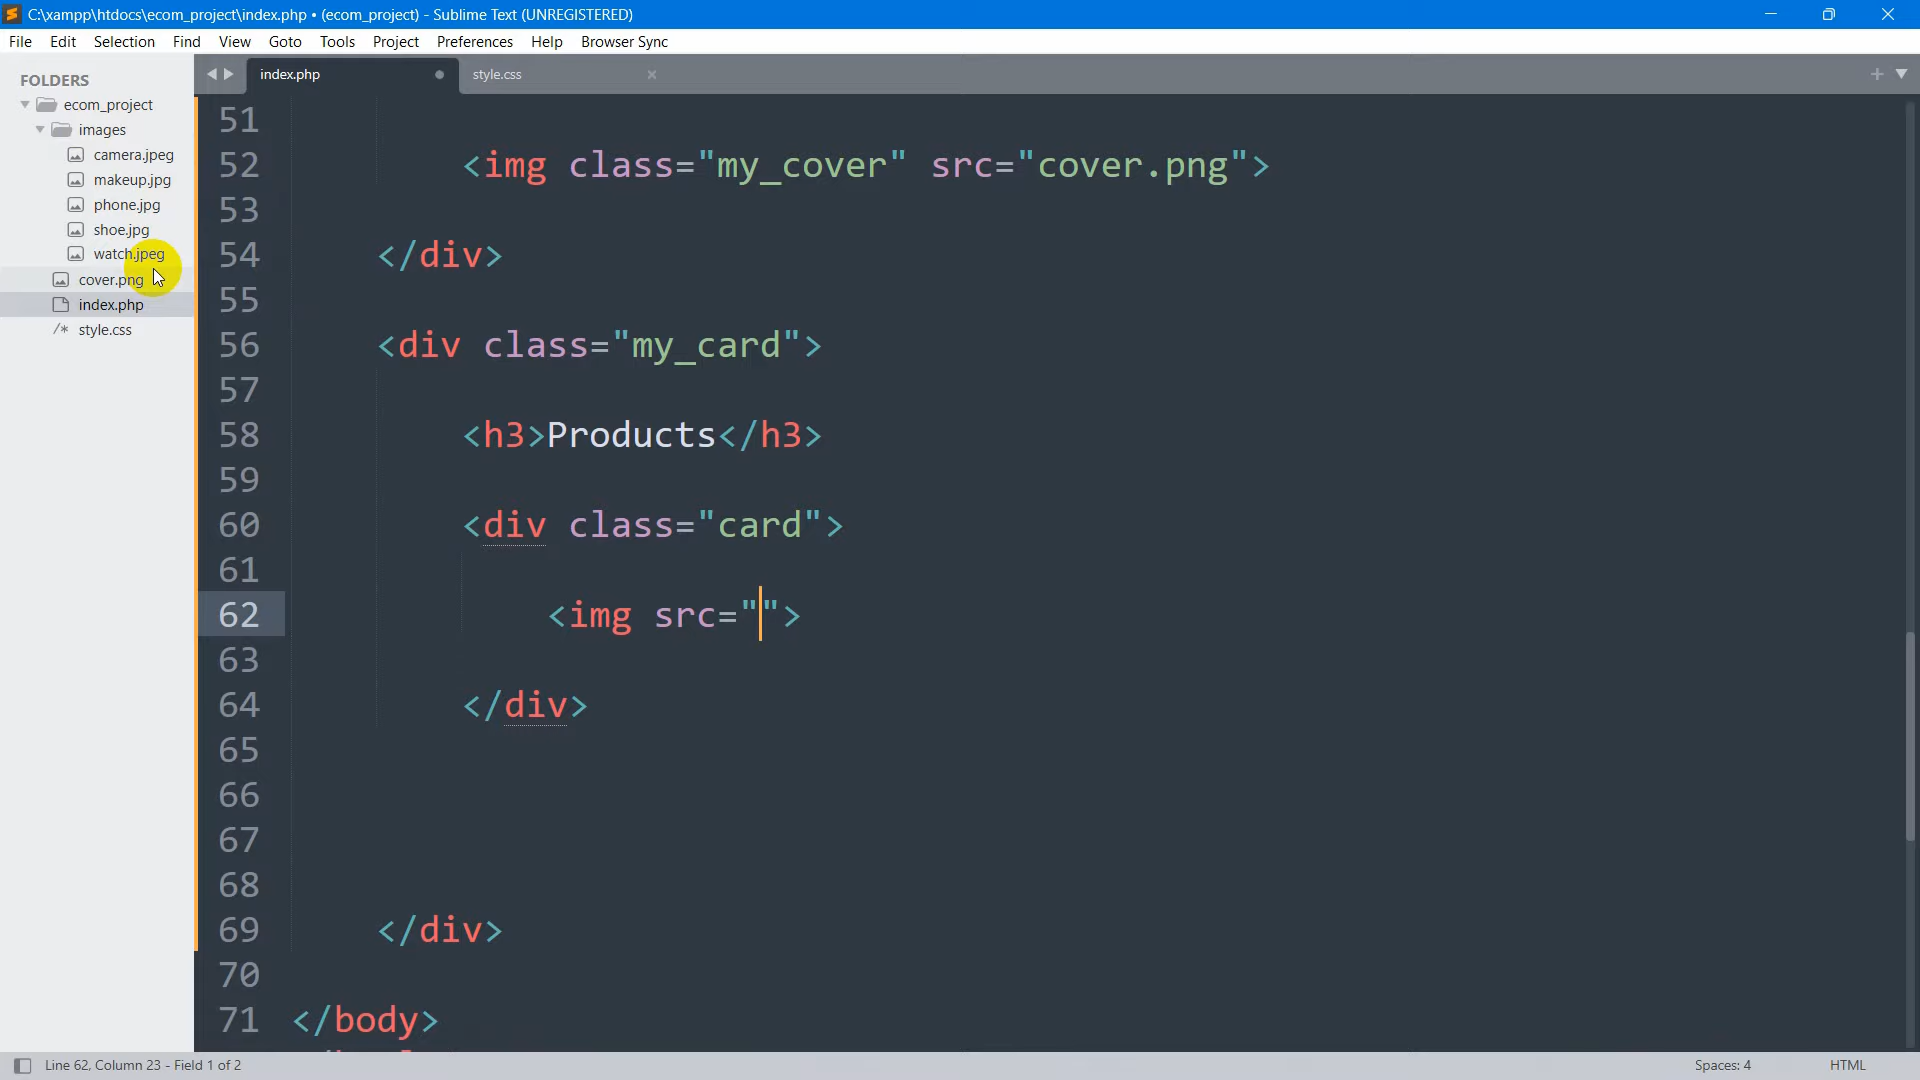 C:\xampp\htdocs\ecom_project\index.php • (ecom_project) - Sublime Text (UNREGISTERED)
File Edit Selection Find View Goto Tools Project Preferences Help Browser Sync
FOLDERS
ecom_project
images
camera.jpeg
makeup.jpg
phone.jpg
shoe.jpg
watch.jpeg
cover.png
index.php
/* style.css
index.php style.css
51
52 <img class="my_cover" src="cover.png">
53
54 </div>
55
56 <div class="my_card">
57
58 <h3>Products</h3>
59
60 <div class="card">
61
62 <img src="">
63
64 </div>
65
66
67
68
69 </div>
70
71 </body>
Line 62, Column 23 - Field 1 of 2
Spaces: 4 HTML